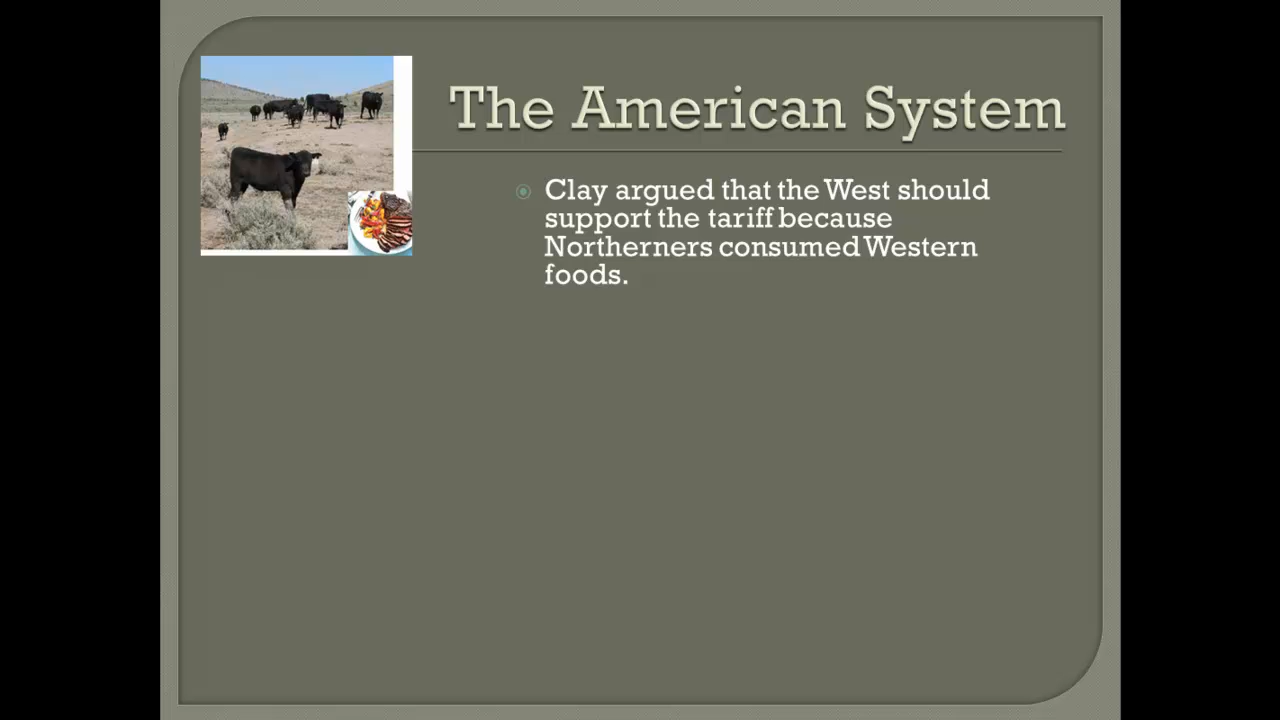 The American System
Clay argued that the West should
support the tariff because
Northerners consumed Western
foods.